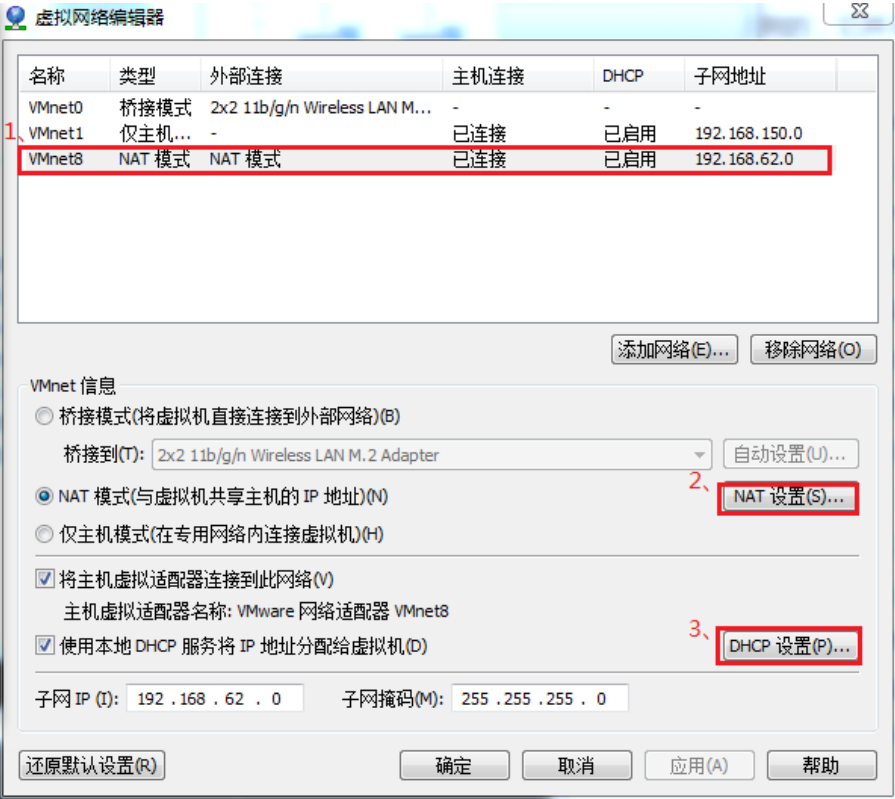 虚拟网络编辑器
名称 类型 外部连接 主机连接 DHCP 子网地址
VMnet0 桥接模式 2x2 11b/g/n Wireless LAN M... - - -
1、
VMnet1 仅主机... - 已连接 已启用 192.168.150.0
VMnet8 NAT 模式 NAT 模式 已连接 已启用 192.168.62.0
添加网络(E)... 移除网络(O)
VMnet 信息
桥接模式(将虚拟机直接连接到外部网络)(B)
桥接到(T): 2x2 11b/g/n Wireless LAN M.2 Adapter 自动设置(U)...
2、
NAT 模式(与虚拟机共享主机的 IP 地址)(N) NAT 设置(S)...
仅主机模式(在专用网络内连接虚拟机)(H)
将主机虚拟适配器连接到此网络(V)
主机虚拟适配器名称: VMware 网络适配器 VMnet8
3、
使用本地 DHCP 服务将 IP 地址分配给虚拟机(D) DHCP 设置(P)...
子网 IP (I): 192 . 168 . 62 . 0 子网掩码(M): 255 . 255 . 255 . 0
还原默认设置(R) 确定 取消 应用(A) 帮助